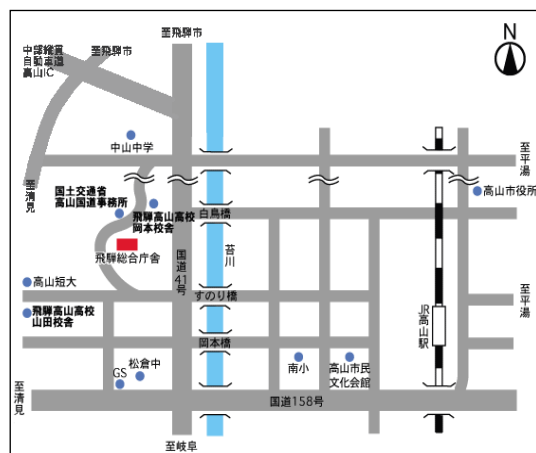 N
至飛騨市
中部縦貫
自動車道
高山IC
至飛騨市
中山中学
至平湯
至清見
国土交通省
高山国道事務所
飛騨高山高校
岡本校舎
高山市役所
白鳥橋
飛騨総合庁舎
国道41号
苔川
高山短大
すのり橋
飛騨高山高校
山田校舎
岡本橋
JR高山駅
至平湯
松倉中
GS
南小
高山市民
文化会館
至清見
国道158号
至岐阜